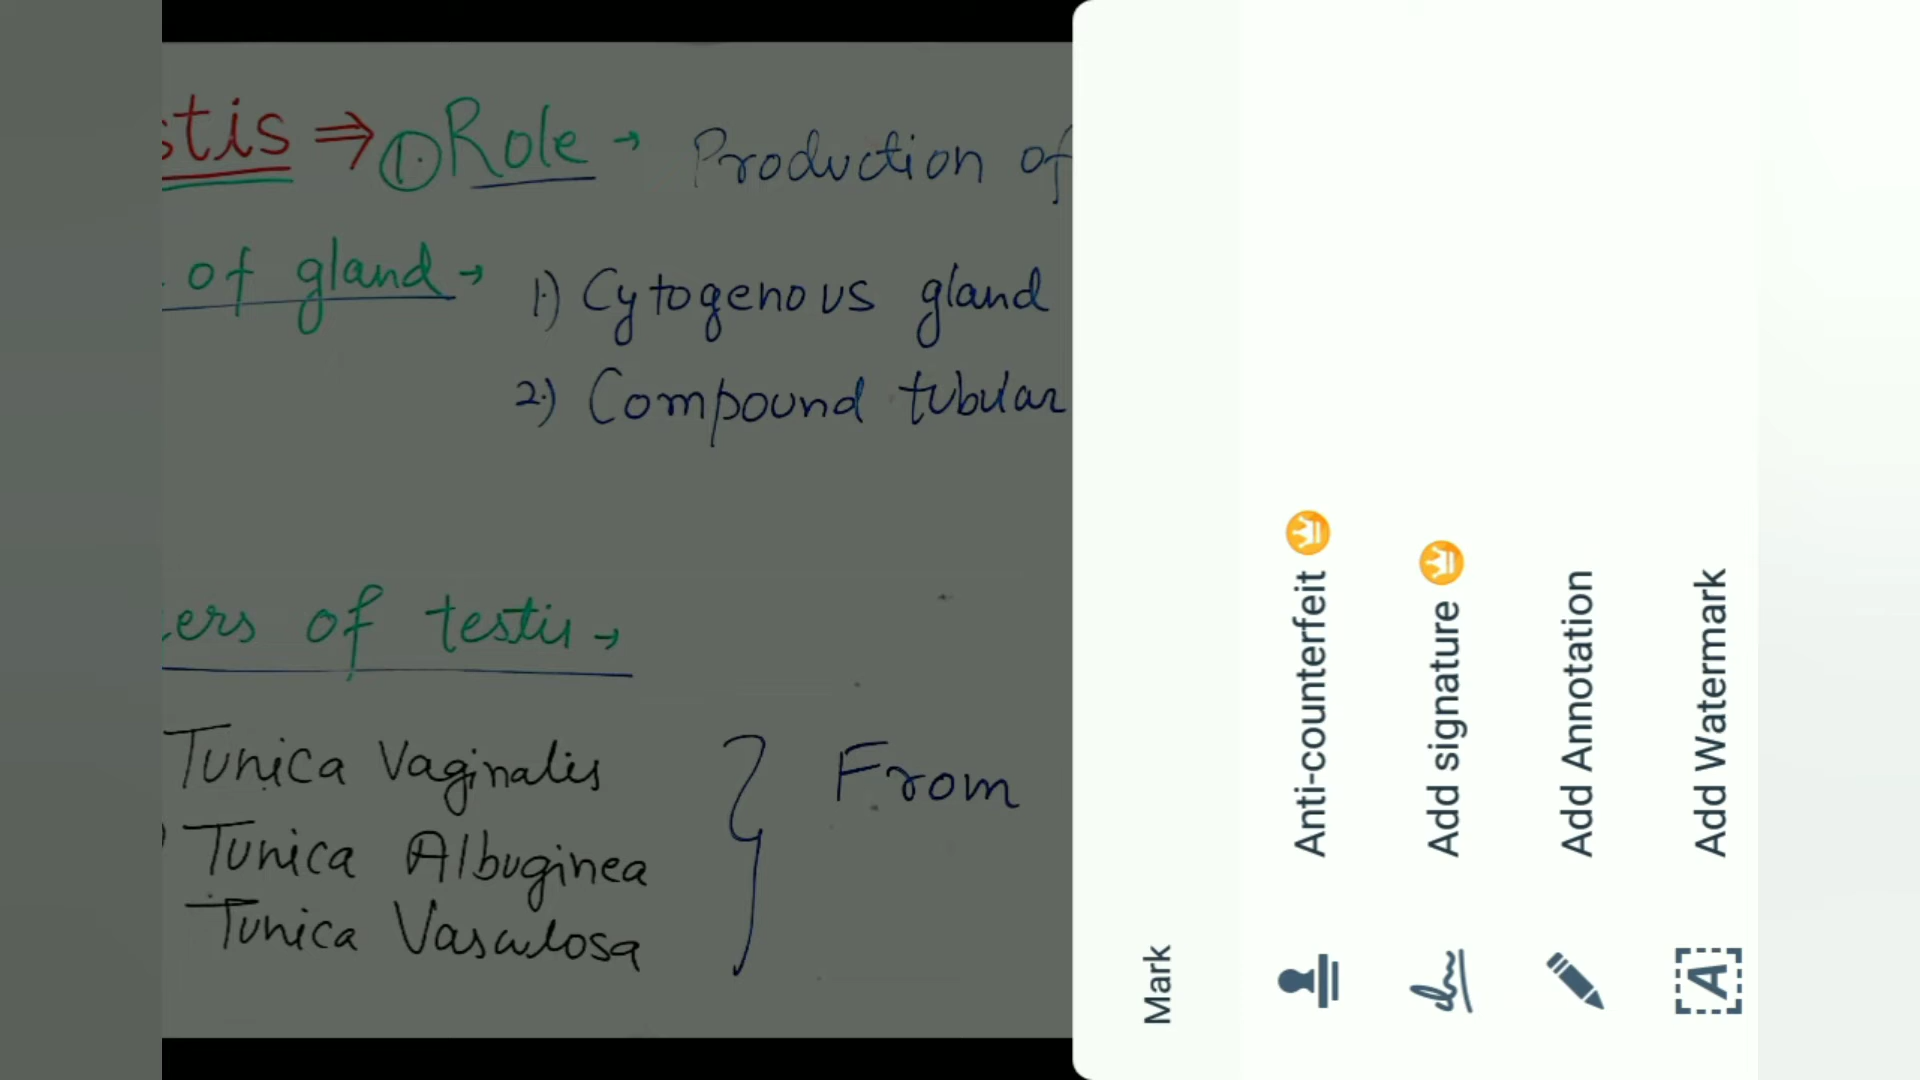 stis ⇒ ①. Role → Production of
of gland → 1) Cytogenous gland
2) Compound tubular
ers of testis →
Tunica Vaginalis
Tunica Albuginea
Tunica Vasculosa
} From
Mark
Anti-counterfeit
Add signature
Add Annotation
Add Watermark